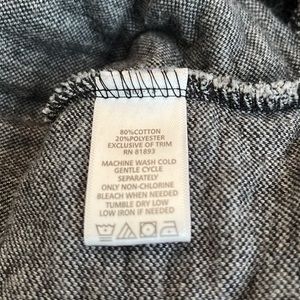 80%COTTON
20%POLYESTER
EXCLUSIVE OF TRIM
RN 81893
MACHINE WASH COLD
GENTLE CYCLE
SEPARATELY
ONLY NON-CHLORINE
BLEACH WHEN NEEDED
TUMBLE DRY LOW
LOW IRON IF NEEDED